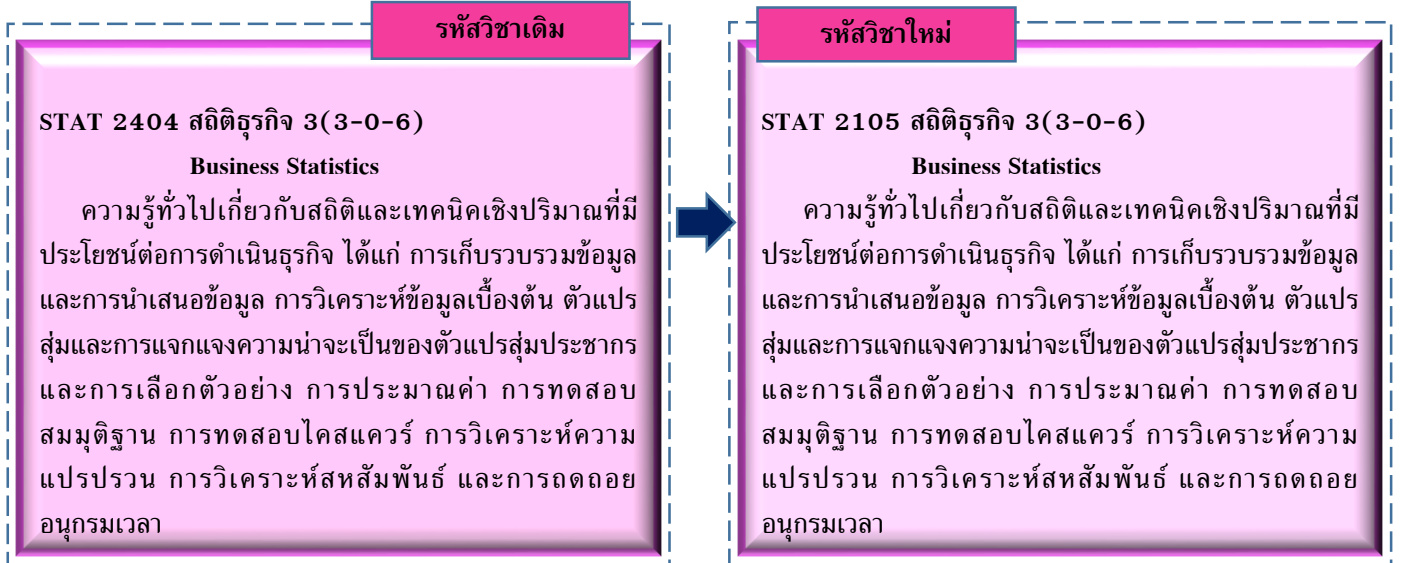 รหัสวิชาเดิม
STAT 2404 สถิติธุรกิจ 3(3-0-6)
Business Statistics
ความรู้ทั่วไปเกี่ยวกับสถิติและเทคนิคเชิงปริมาณที่มี
ประโยชน์ต่อการดำเนินธุรกิจ ได้แก่ การเก็บรวบรวมข้อมูล
และการนำเสนอข้อมูล การวิเคราะห์ข้อมูลเบื้องต้น ตัวแปร
สุ่มและการแจกแจงความน่าจะเป็นของตัวแปรสุ่มประชากร
และการเลือกตัวอย่าง การประมาณค่า การทดสอบ
สมมุติฐาน การทดสอบไคสแควร์ การวิเคราะห์ความ
แปรปรวน การวิเคราะห์สหสัมพันธ์ และการถดถอย
อนุกรมเวลา
รหัสวิชาใหม่
STAT 2105 สถิติธุรกิจ 3(3-0-6)
Business Statistics
ความรู้ทั่วไปเกี่ยวกับสถิติและเทคนิคเชิงปริมาณที่มี
ประโยชน์ต่อการดำเนินธุรกิจ ได้แก่ การเก็บรวบรวมข้อมูล
และการนำเสนอข้อมูล การวิเคราะห์ข้อมูลเบื้องต้น ตัวแปร
สุ่มและการแจกแจงความน่าจะเป็นของตัวแปรสุ่มประชากร
และการเลือกตัวอย่าง การประมาณค่า การทดสอบ
สมมุติฐาน การทดสอบไคสแควร์ การวิเคราะห์ความ
แปรปรวน การวิเคราะห์สหสัมพันธ์ และการถดถอย
อนุกรมเวลา